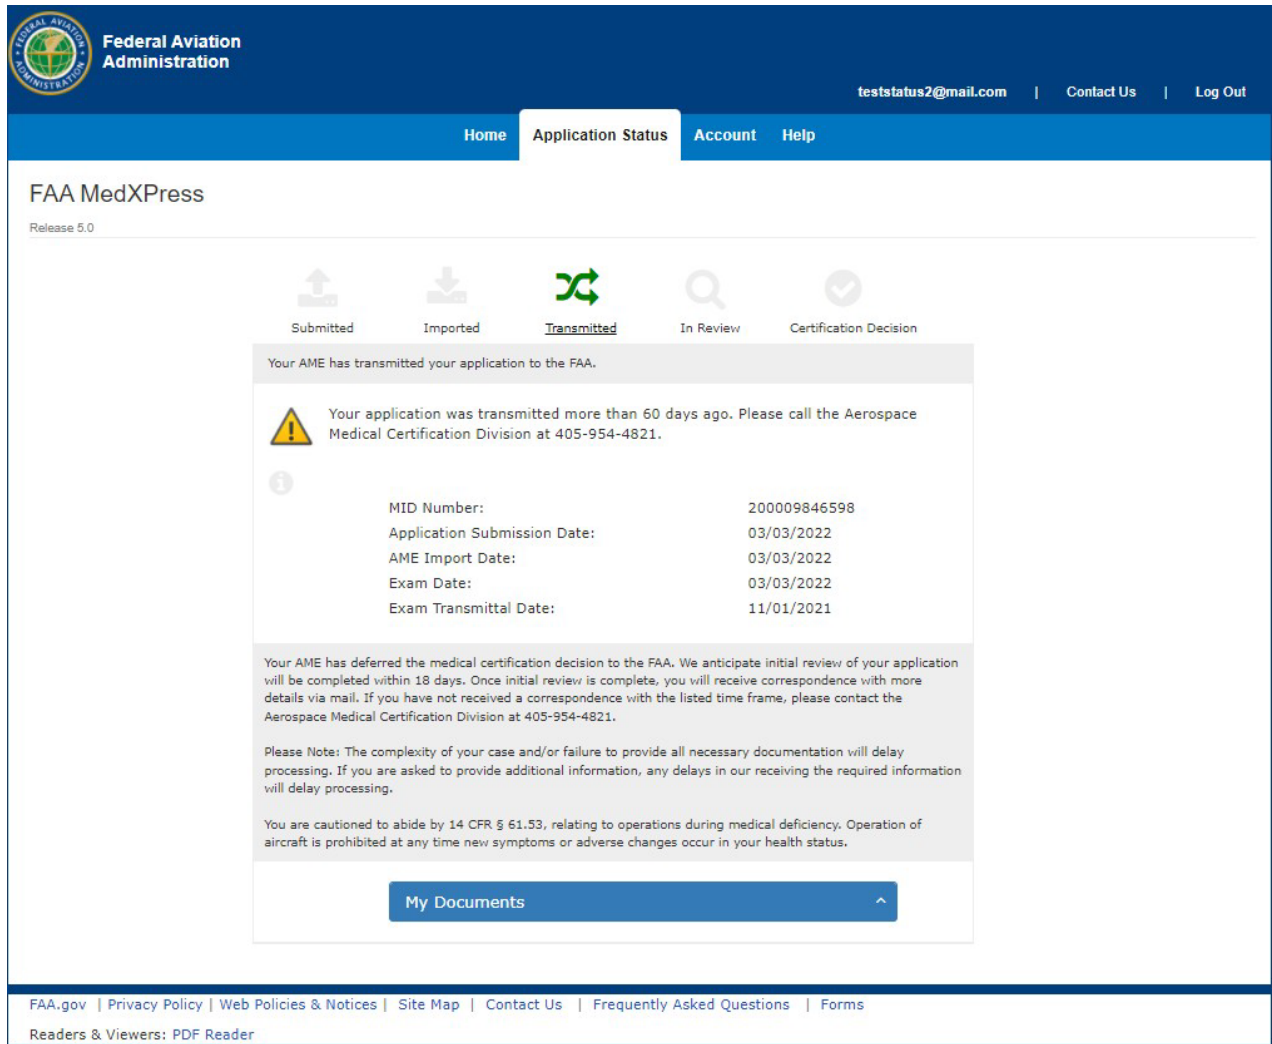 FEDERAL AVIATION ADMINISTRATION
Federal Aviation
Administration
teststatus2@mail.com | Contact Us | Log Out
Home Application Status Account Help
FAA MedXPress
Release 5.0
Submitted Imported Transmitted In Review Certification Decision
Your AME has transmitted your application to the FAA.
Your application was transmitted more than 60 days ago. Please call the Aerospace
Medical Certification Division at 405-954-4821.
MID Number: 200009846598
Application Submission Date: 03/03/2022
AME Import Date: 03/03/2022
Exam Date: 03/03/2022
Exam Transmittal Date: 11/01/2021
Your AME has deferred the medical certification decision to the FAA. We anticipate initial review of your application
will be completed within 18 days. Once initial review is complete, you will receive correspondence with more
details via mail. If you have not received a correspondence with the listed time frame, please contact the
Aerospace Medical Certification Division at 405-954-4821.
Please Note: The complexity of your case and/or failure to provide all necessary documentation will delay
processing. If you are asked to provide additional information, any delays in our receiving the required information
will delay processing.
You are cautioned to abide by 14 CFR § 61.53, relating to operations during medical deficiency. Operation of
aircraft is prohibited at any time new symptoms or adverse changes occur in your health status.
My Documents
FAA.gov | Privacy Policy | Web Policies & Notices | Site Map | Contact Us | Frequently Asked Questions | Forms
Readers & Viewers: PDF Reader